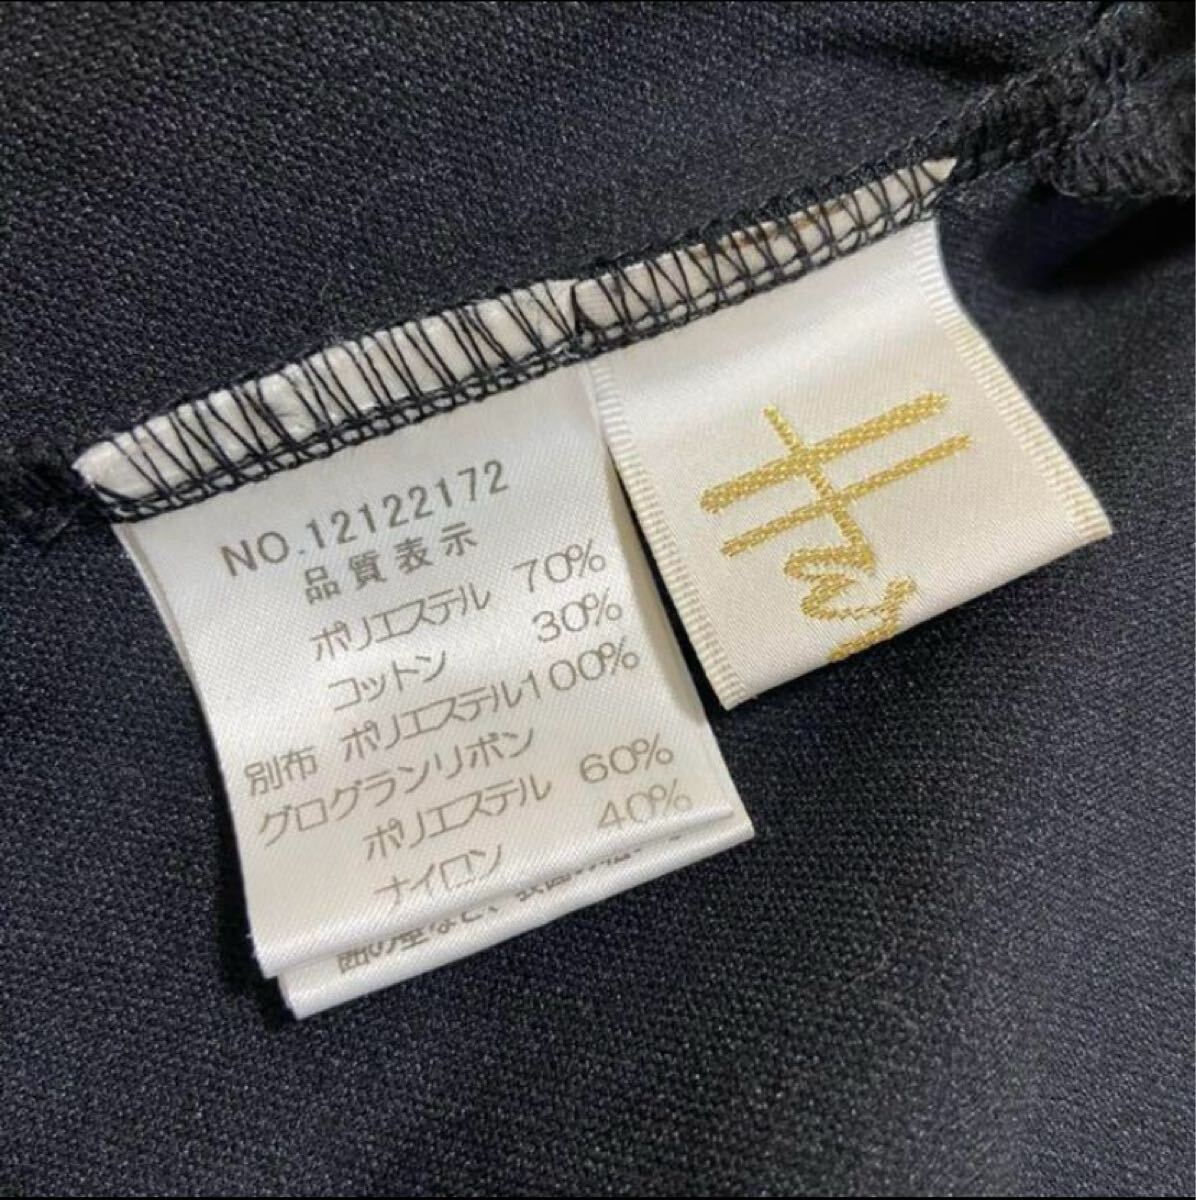 NO.12122172
品質表示
ポリエステル 70%
コットン 30%
別布 ポリエステル100%
グログランリボン
ポリエステル 60%
ナイロン 40%